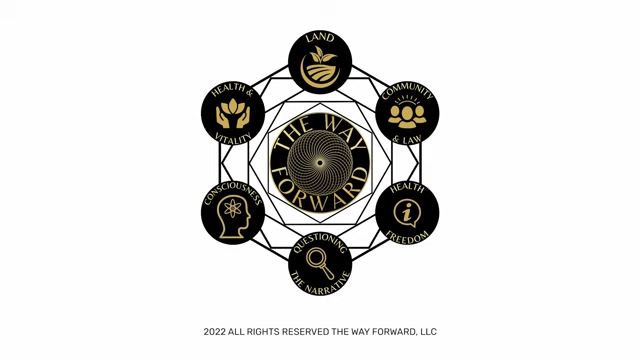 LAND
HEALTH &
VITALITY
COMMUNITY
& LAW
THE WAY
FORWARD
CONSCIOUSNESS
HEALTH
FREEDOM
QUESTIONING
THE NARRATIVE
2022 ALL RIGHTS RESERVED THE WAY FORWARD, LLC